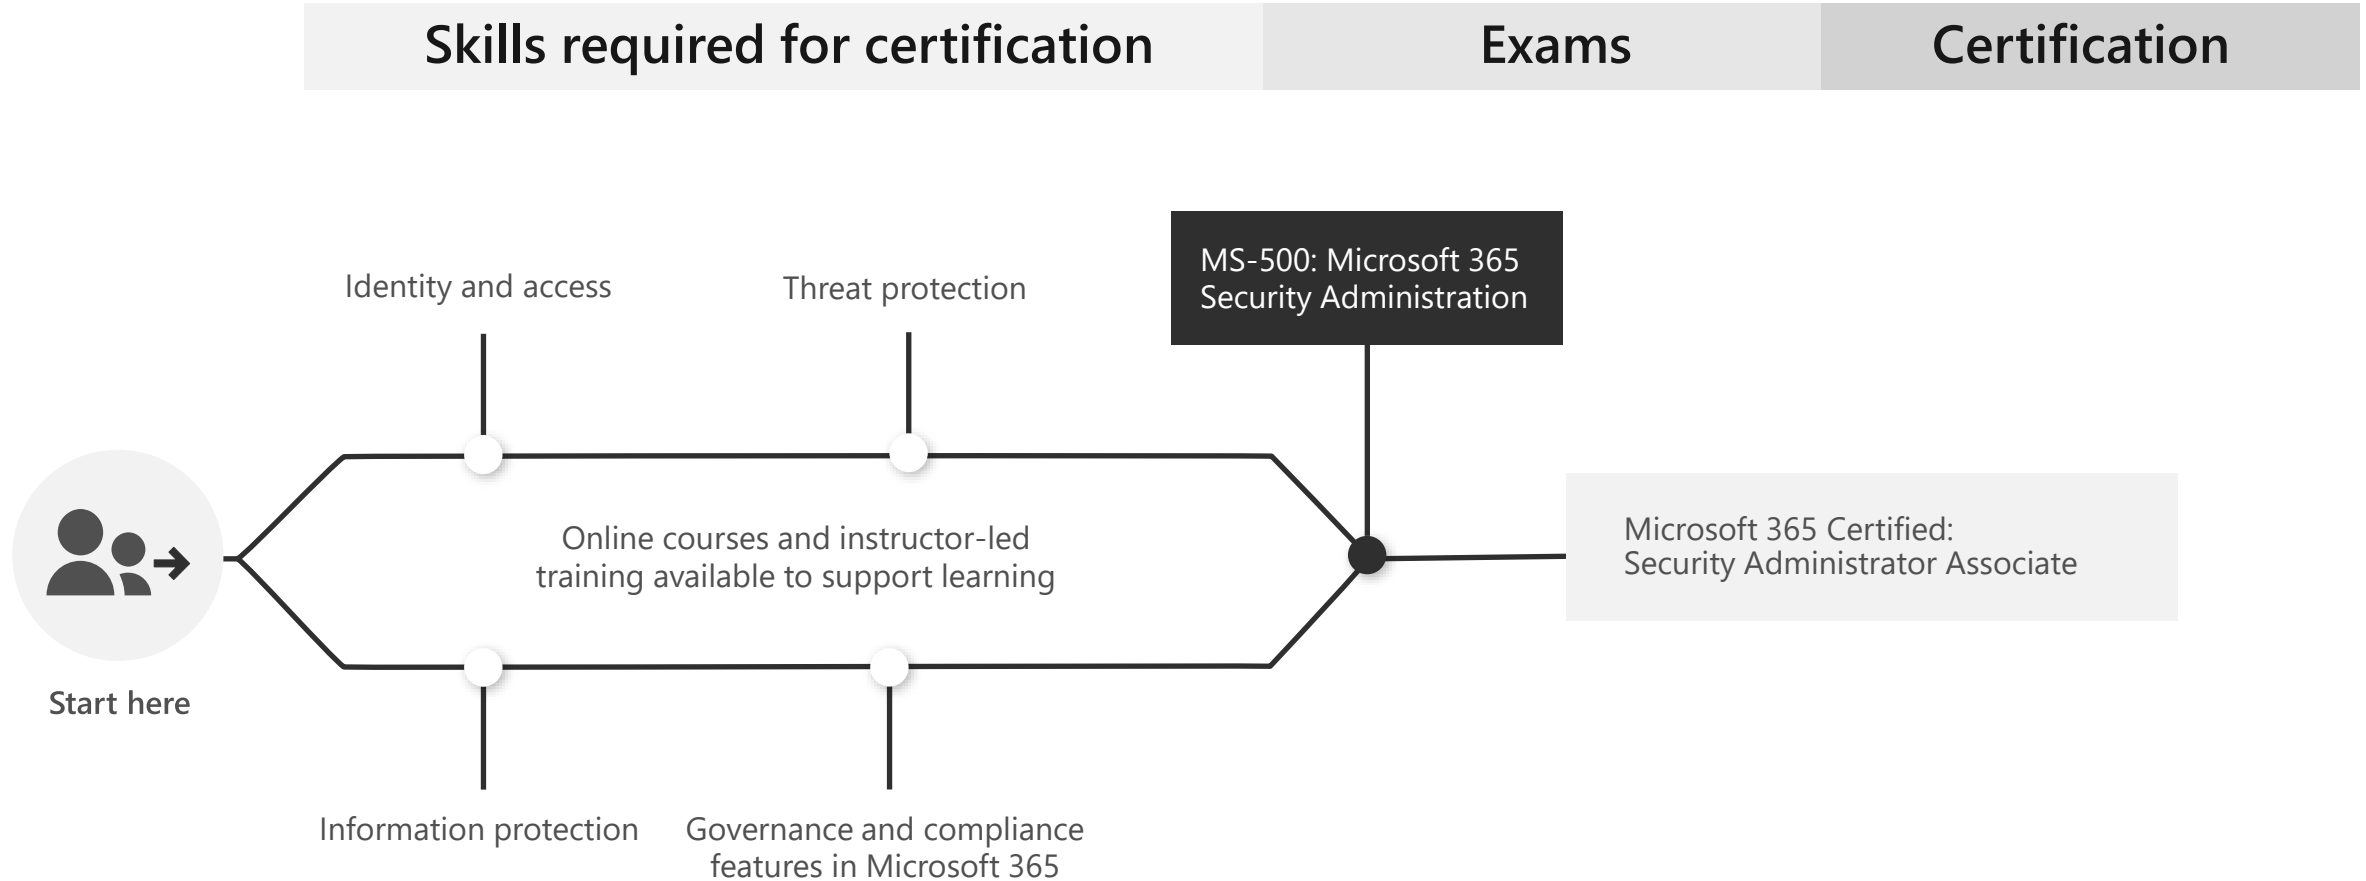 Skills required for certification
Exams
Certification
MS-500: Microsoft 365
Security Administration
Identity and access
Threat protection
Online courses and instructor-led
training available to support learning
Microsoft 365 Certified:
Security Administrator Associate
Start here
Information protection
Governance and compliance
features in Microsoft 365